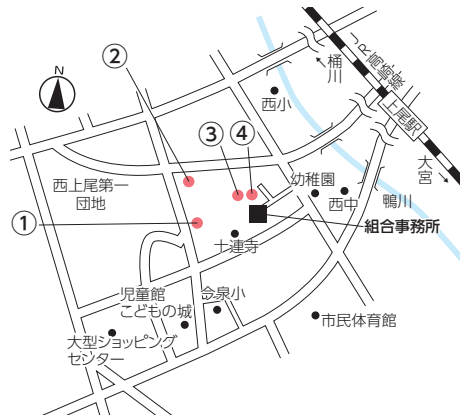 ②
N
桶川
JR高崎線
上尾駅
大宮
西小
③
④
西上尾第一
団地
幼稚園
西中
鴨川
①
組合事務所
十連寺
児童館
こどもの城
今泉小
市民体育館
大型ショッピング
センター